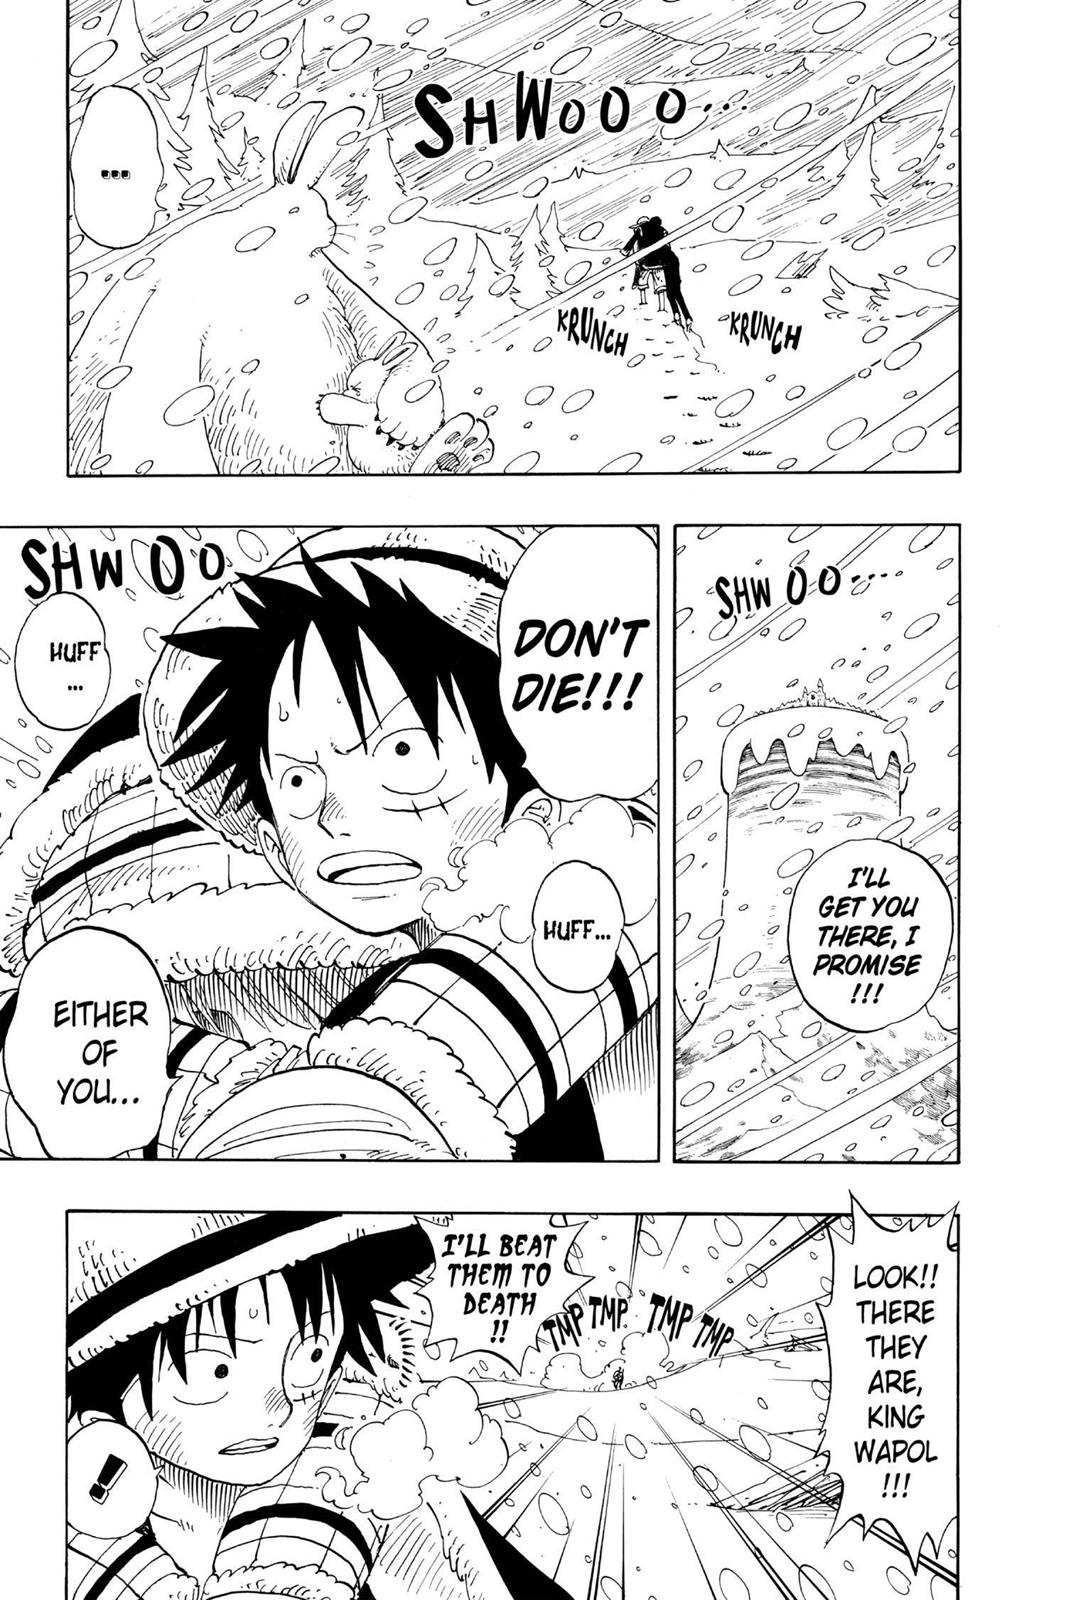 SHWOOO...
...
KRUNCH
KRUNCH
SHWOO...
I'LL
GET YOU
THERE, I
PROMISE
!!!
DON'T
DIE!!!
SHWOO
HUFF
...
HUFF...
EITHER
OF
YOU...
LOOK!!
THERE
THEY
ARE,
KING
WAPOL
!!!
TMP TMP TMP TMP
I'LL BEAT
THEM TO
DEATH
!!
!